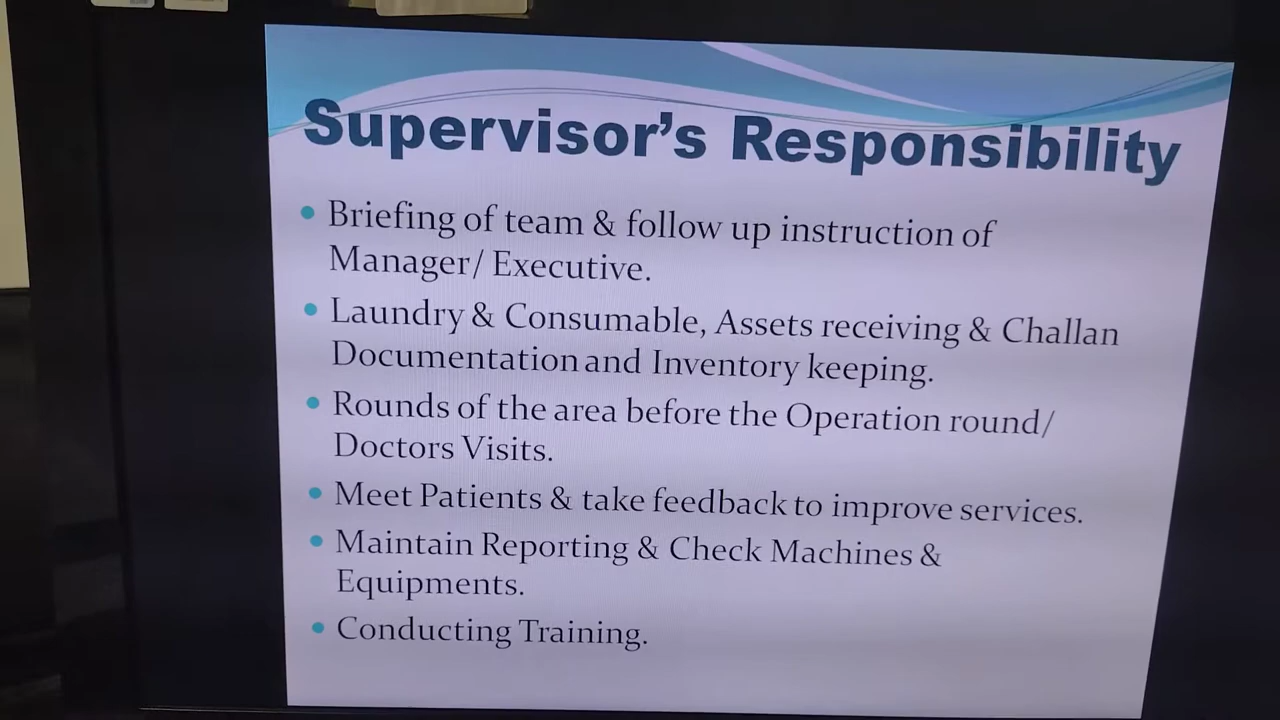 Supervisor's Responsibility
• Briefing of team & follow up instruction of
Manager/ Executive.
• Laundry & Consumable, Assets receiving & Challan
Documentation and Inventory keeping.
• Rounds of the area before the Operation round/
Doctors Visits.
• Meet Patients & take feedback to improve services.
• Maintain Reporting & Check Machines &
Equipments.
• Conducting Training.